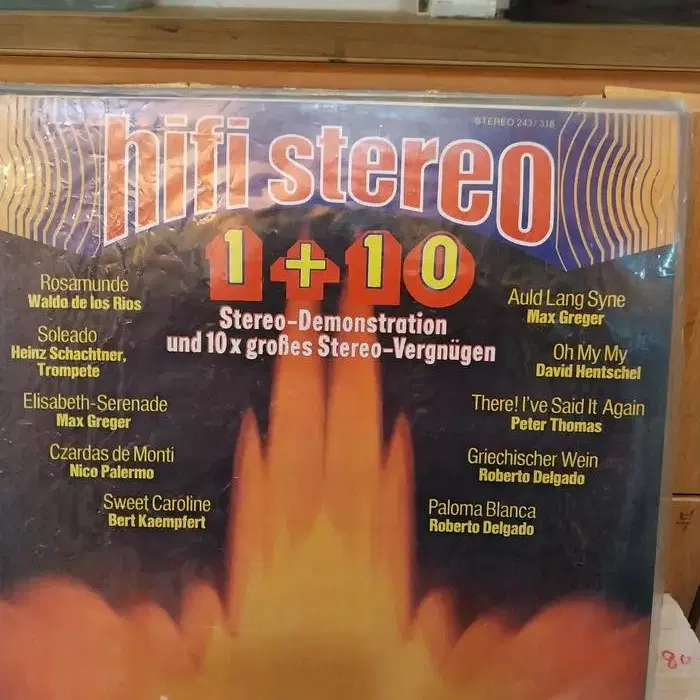 STEREO 2437 318
hifi stereo
1+10
Stereo-Demonstration
und 10 x großes Stereo-Vergnügen
Rosamunde
Waldo de los Rios
Soleado
Heinz Schachtner,
Trompete
Elisabeth-Serenade
Max Greger
Czardas de Monti
Nico Palermo
Sweet Caroline
Bert Kaempfert
Auld Lang Syne
Max Greger
Oh My My
David Hentschel
There! I've Said It Again
Peter Thomas
Griechischer Wein
Roberto Delgado
Paloma Blanca
Roberto Delgado
80